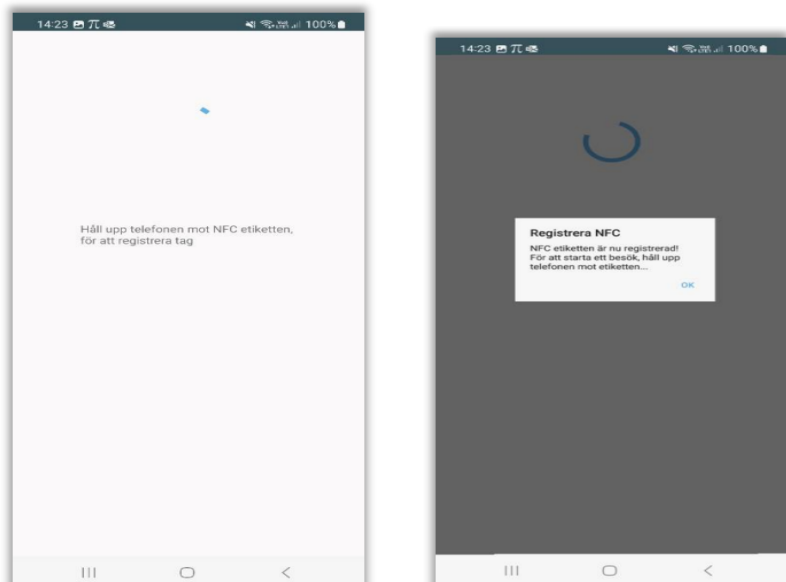 14:23 100%
Håll upp telefonen mot NFC etiketten,
för att registrera tag
14:23 100%
Registrera NFC
NFC etiketten är nu registrerad!
För att starta ett besök, håll upp
telefonen mot etiketten...
OK